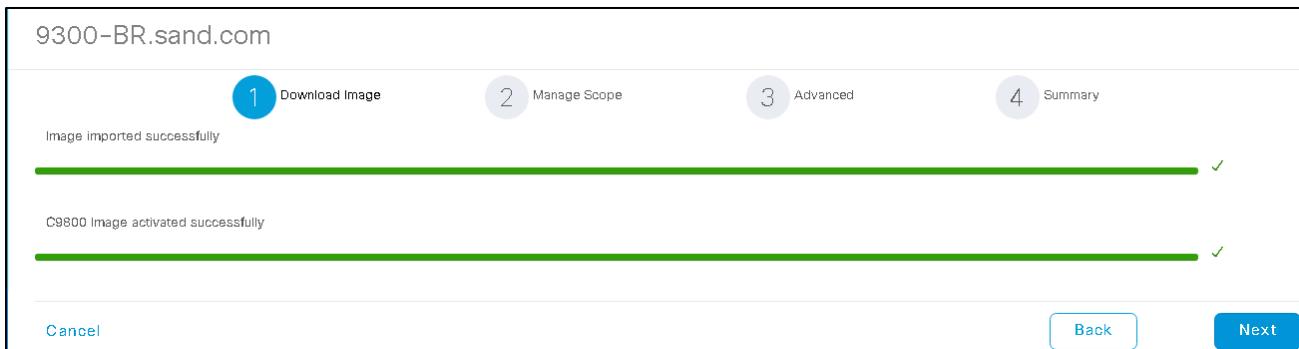 9300-BR.sand.com
1 Download Image 2 Manage Scope 3 Advanced 4 Summary
Image imported successfully
C9800 Image activated successfully
Cancel Back Next